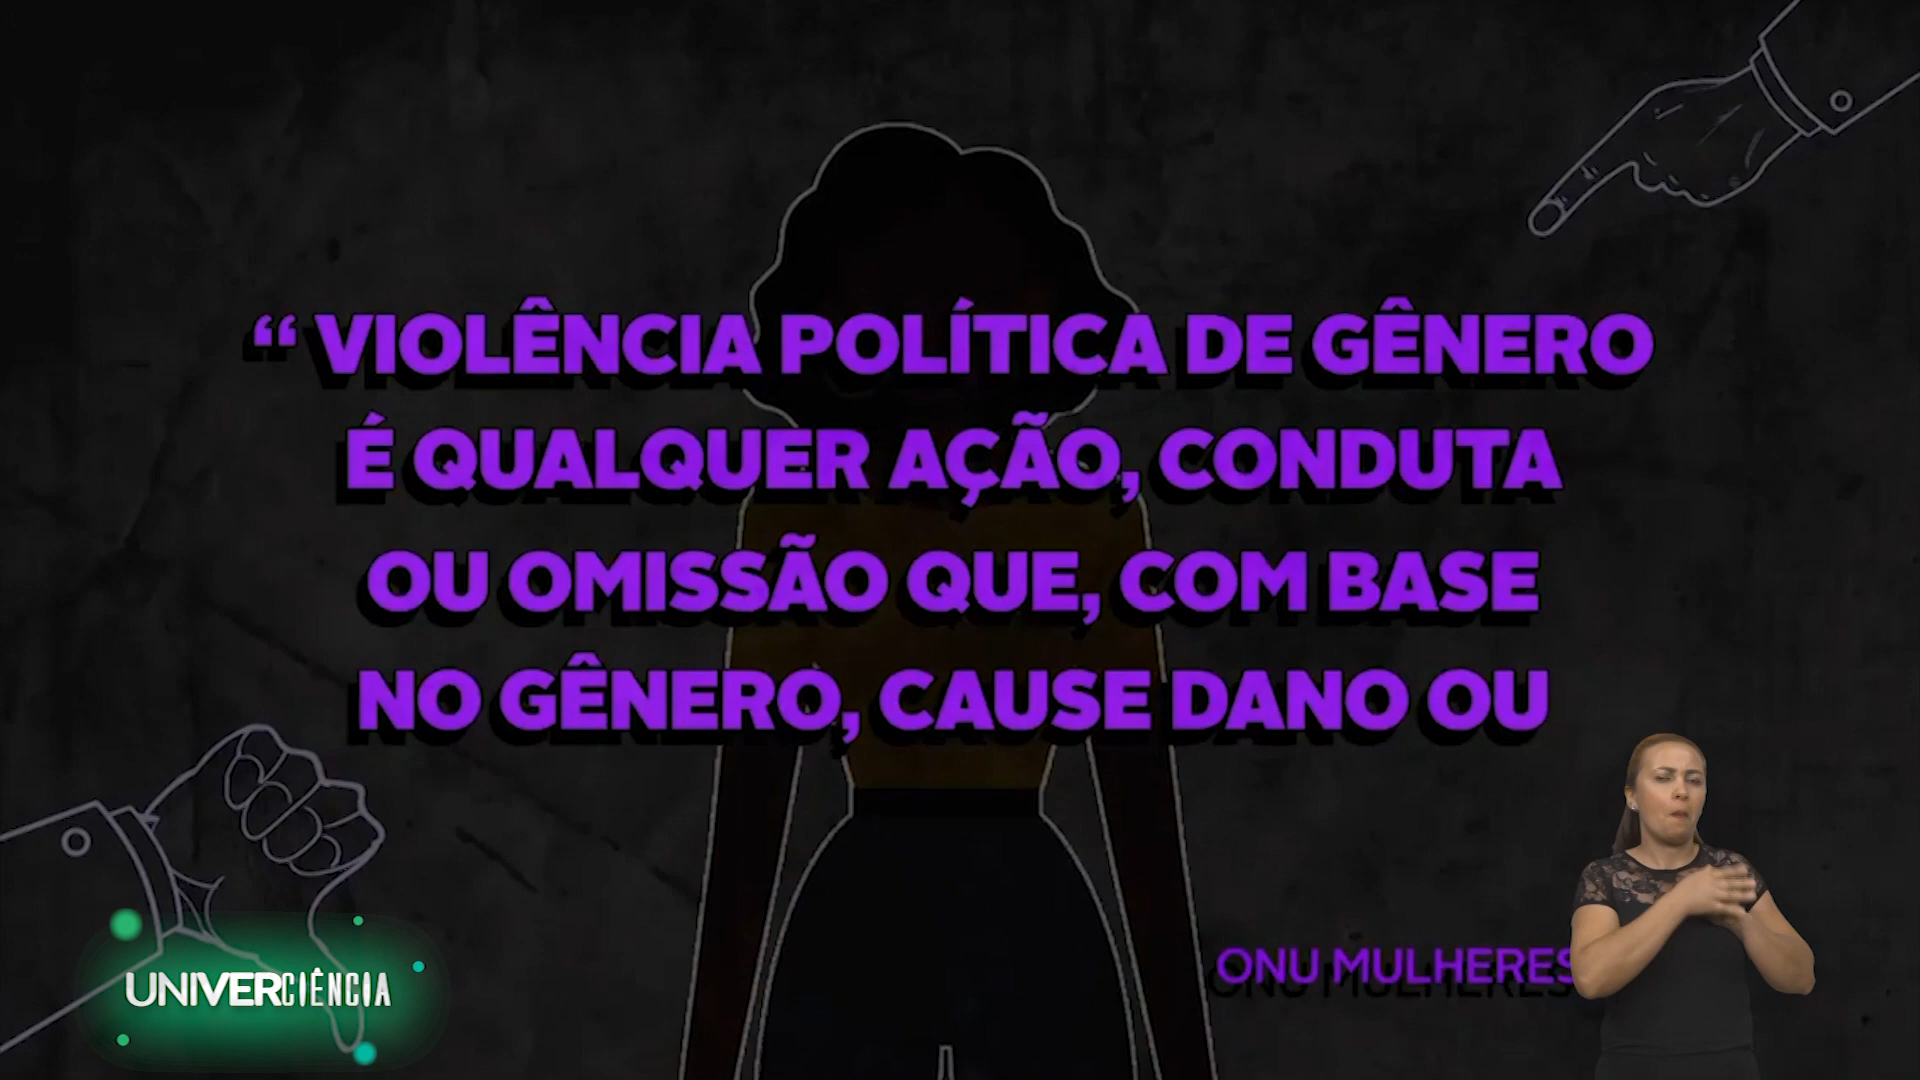 “ VIOLÊNCIA POLÍTICA DE GÊNERO
É QUALQUER AÇÃO, CONDUTA
OU OMISSÃO QUE, COM BASE
NO GÊNERO, CAUSE DANO OU
ONU MULHERES
UNIVERCIÊNCIA